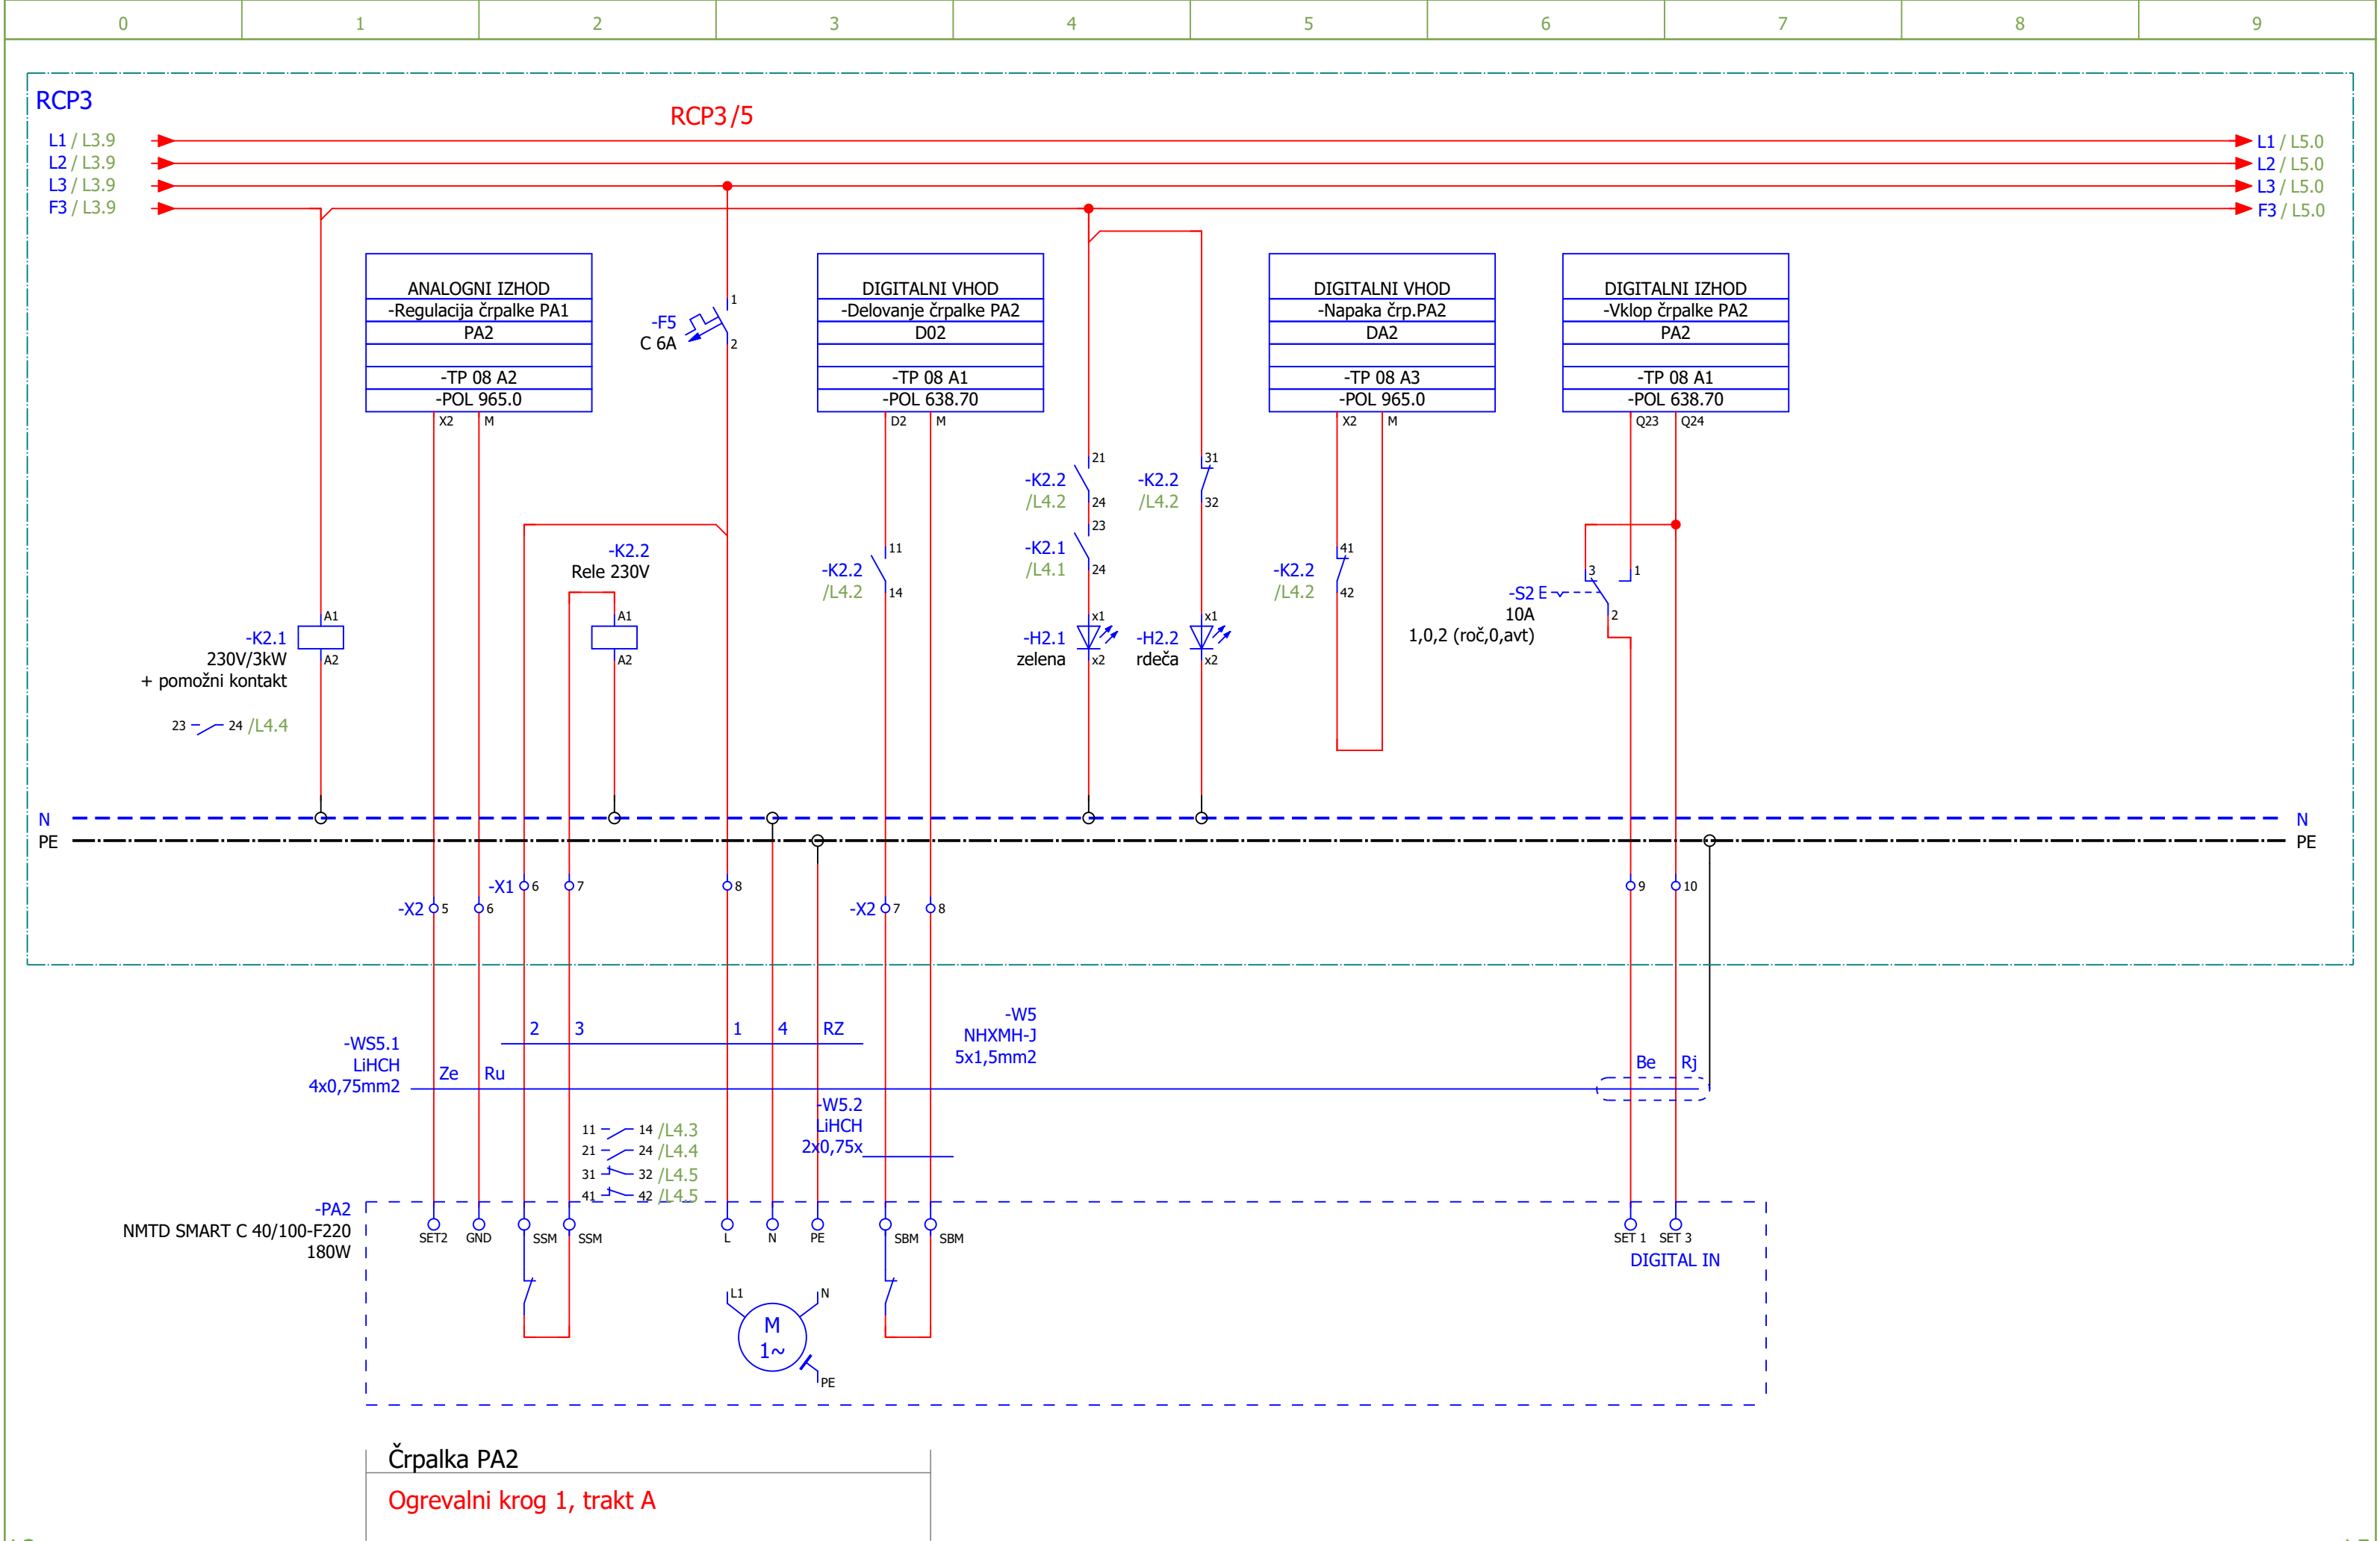 0 1 2 3 4 5 6 7 8 9
RCP3
RCP3/5
L1 / L3.9
L2 / L3.9
L3 / L3.9
F3 / L3.9
L1 / L5.0
L2 / L5.0
L3 / L5.0
F3 / L5.0
ANALOGNI IZHOD
-Regulacija črpalke PA1
PA2
-TP 08 A2
-POL 965.0
X2 M
-F5
C 6A
1
2
DIGITALNI VHOD
-Delovanje črpalke PA2
D02
-TP 08 A1
-POL 638.70
D2 M
DIGITALNI VHOD
-Napaka črp.PA2
DA2
-TP 08 A3
-POL 965.0
X2 M
DIGITALNI IZHOD
-Vklop črpalke PA2
PA2
-TP 08 A1
-POL 638.70
Q23 Q24
-K2.1
230V/3kW
+ pomožni kontakt
A1
A2
23 24 /L4.4
-K2.2
Rele 230V
A1
A2
-K2.2
/L4.2
11
14
-K2.2
/L4.2
21
24
-K2.1
/L4.1
23
24
-H2.1
zelena
x1
x2
-K2.2
/L4.2
31
32
-H2.2
rdeča
x1
x2
-K2.2
/L4.2
41
42
-S2 E
10A
1,0,2 (roč,0,avt)
3 1
2
N N
PE PE
-X1 6 7 8 9 10
-X2 5 6 -X2 7 8
2 3 1 4 RZ
-W5
NHXMH-J
5x1,5mm2
-WS5.1
LiHCH
4x0,75mm2
Ze Ru Be Rj
-W5.2
LiHCH
2x0,75x
11 14 /L4.3
21 24 /L4.4
31 32 /L4.5
41 42 /L4.5
-PA2
NMTD SMART C 40/100-F220
180W
SET2 GND SSM SSM L N PE SBM SBM SET 1 SET 3
DIGITAL IN
L1 N
M
1~
PE
Črpalka PA2
Ogrevalni krog 1, trakt A